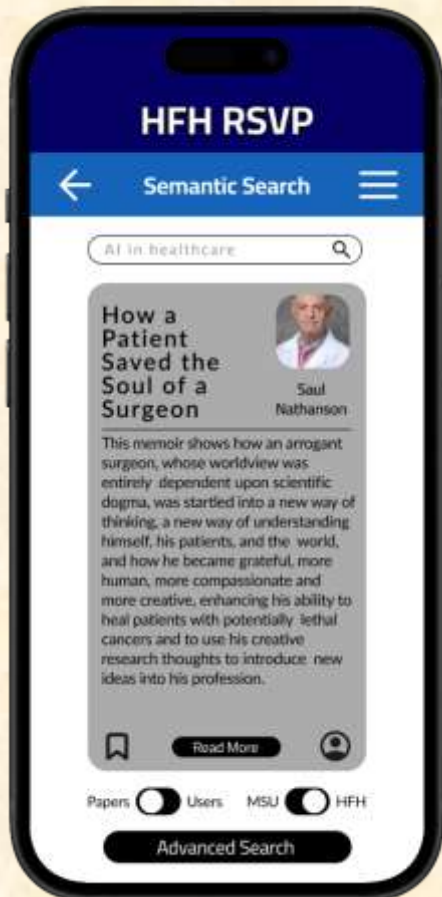 HFH RSVP
Semantic Search
AI in healthcare
How a
Patient
Saved the
Soul of a
Surgeon
Saul
Nathanson
This memoir shows how an arrogant
surgeon, whose worldview was
entirely dependent upon scientific
dogma, was startled into a new way of
thinking, a new way of understanding
himself, his patients, and the world,
and how he became grateful, more
human, more compassionate and
more creative, enhancing his ability to
heal patients with potentially lethal
cancers and to use his creative
research thoughts to introduce new
ideas into his profession.
Read More
Papers Users MSU HFH
Advanced Search